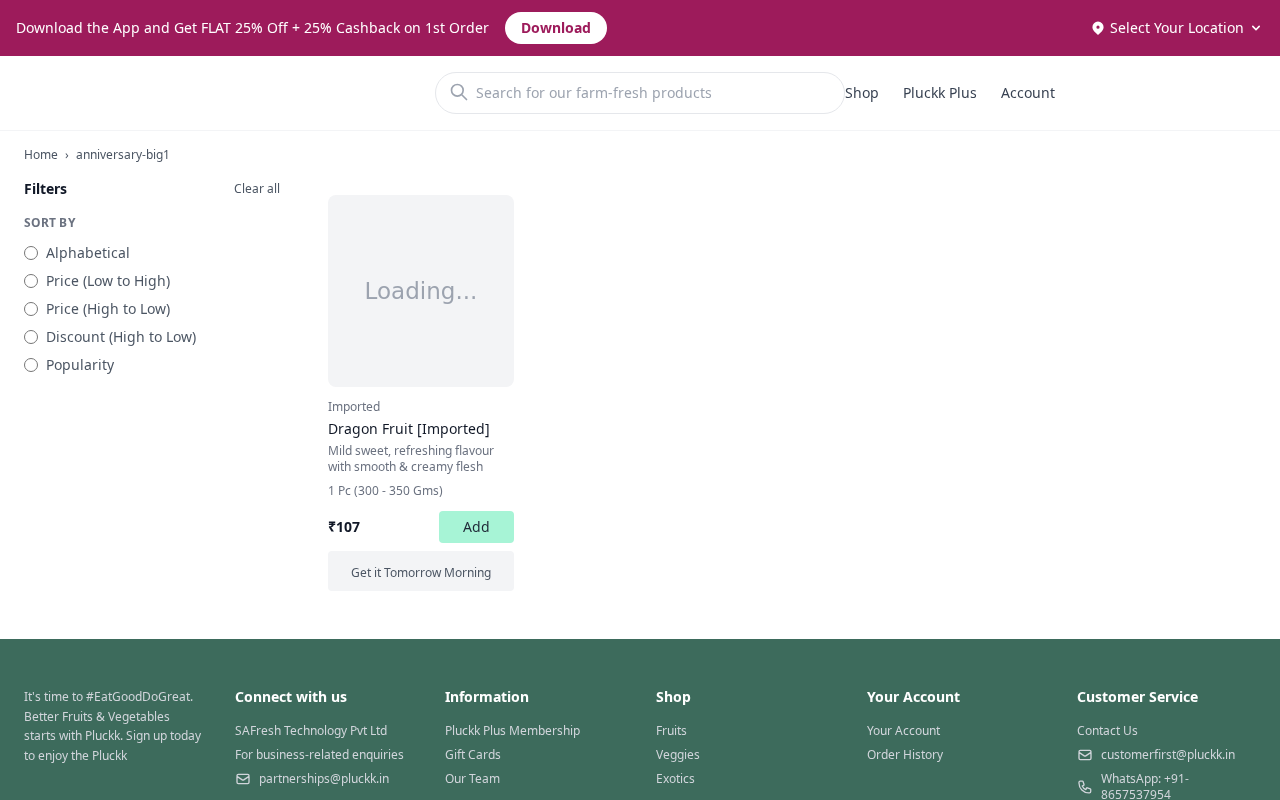 Download the App and Get FLAT 25% Off + 25% Cashback on 1st Order
Download
Select Your Location
Search for our farm-fresh products
Shop
Pluckk Plus
Account
Home › anniversary-big1
Filters
Clear all
SORT BY
Alphabetical
Price (Low to High)
Price (High to Low)
Discount (High to Low)
Popularity
Loading...
Imported
Dragon Fruit [Imported]
Mild sweet, refreshing flavour
with smooth & creamy flesh
1 Pc (300 - 350 Gms)
₹107
Add
Get it Tomorrow Morning
It's time to #EatGoodDoGreat.
Better Fruits & Vegetables
starts with Pluckk. Sign up today
to enjoy the Pluckk
Connect with us
SAFresh Technology Pvt Ltd
For business-related enquiries
partnerships@pluckk.in
Information
Pluckk Plus Membership
Gift Cards
Our Team
Shop
Fruits
Veggies
Exotics
Your Account
Your Account
Order History
Customer Service
Contact Us
customerfirst@pluckk.in
WhatsApp: +91-
8657537954